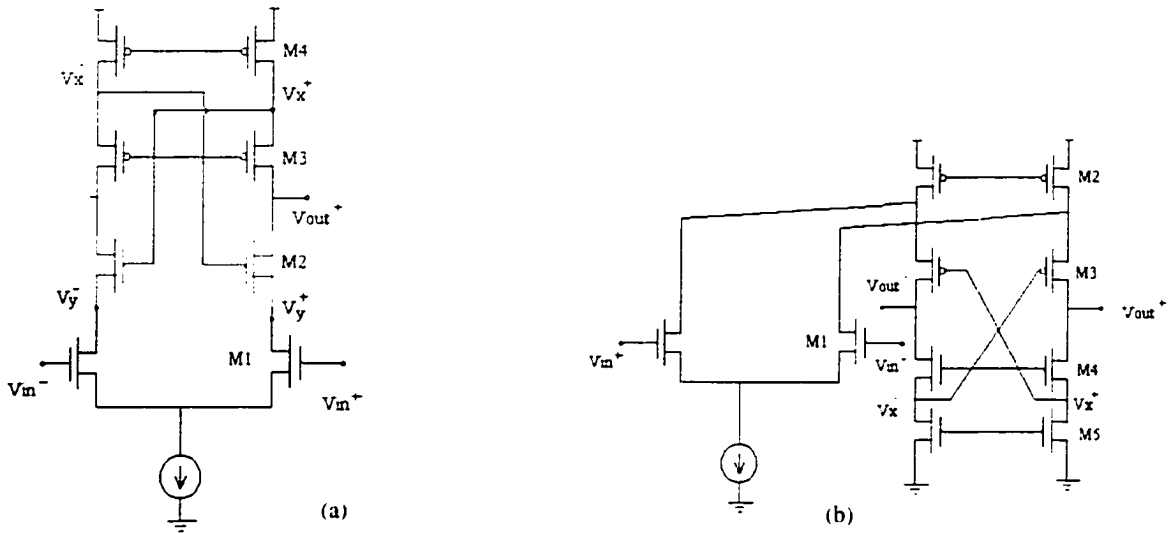 M4
Vx-
Vx+
M3
Vout+
M2
Vy-
Vy+
M1
Vin-
Vin+
(a)
M2
Vout-
M3
Vout+
Vin+
M1
Vin-
M4
Vx-
Vx+
M5
(b)